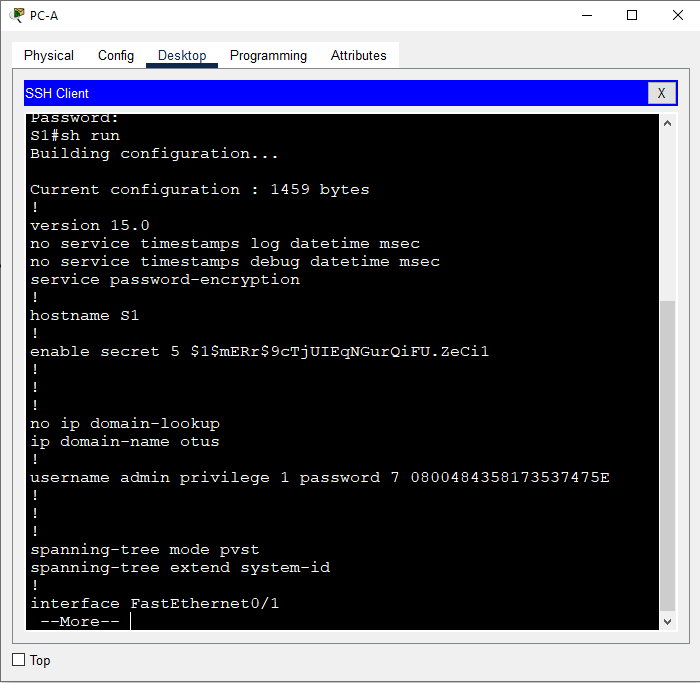 PC-A
Physical Config Desktop Programming Attributes
SSH Client
X
Password:
S1#sh run
Building configuration...
Current configuration : 1459 bytes
!
version 15.0
no service timestamps log datetime msec
no service timestamps debug datetime msec
service password-encryption
!
hostname S1
!
enable secret 5 $1$mERr$9cTjUIEqNGurQiFU.ZeCi1
!
!
!
no ip domain-lookup
ip domain-name otus
!
username admin privilege 1 password 7 0800484358173537475E
!
!
!
spanning-tree mode pvst
spanning-tree extend system-id
!
interface FastEthernet0/1
--More--
Top